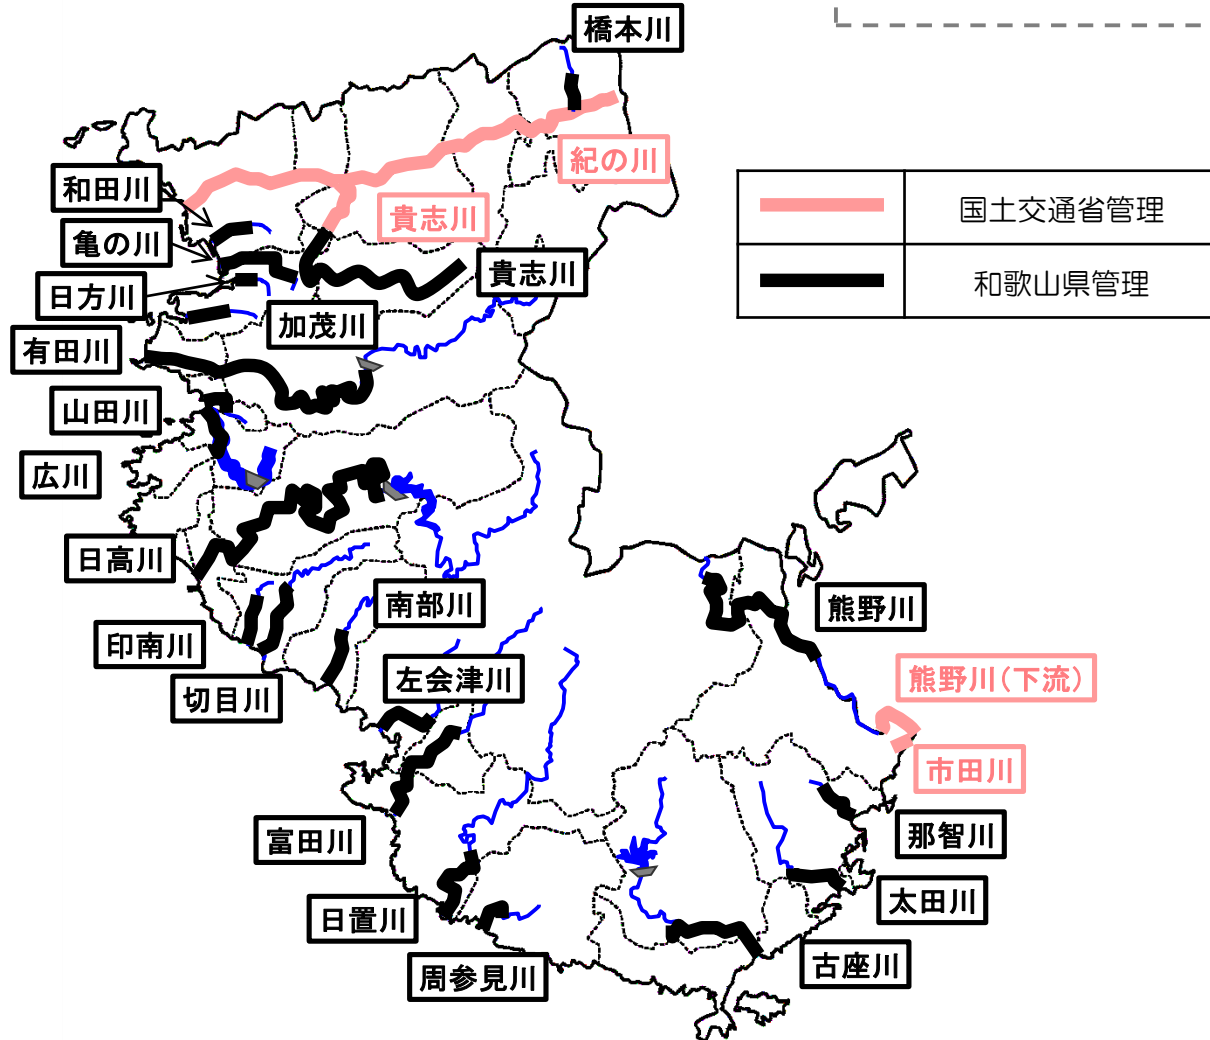 橋本川
紀の川
和田川
貴志川
亀の川
貴志川
日方川
加茂川
有田川
山田川
広川
日高川
南部川
印南川
切目川
左会津川
富田川
日置川
周参見川
熊野川
熊野川(下流)
市田川
那智川
太田川
古座川
国土交通省管理
和歌山県管理